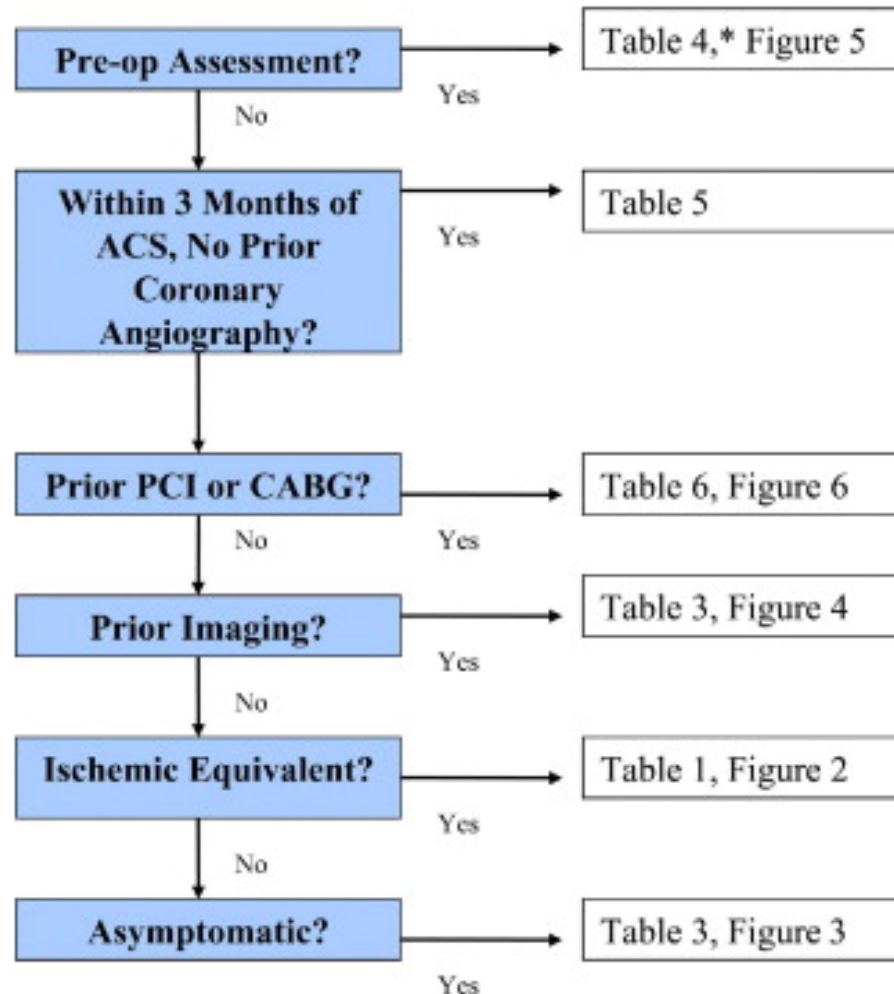 Pre-op Assessment?
Yes
Table 4,* Figure 5
No
Within 3 Months of
ACS, No Prior
Coronary
Angiography?
Yes
Table 5
Prior PCI or CABG?
Yes
Table 6, Figure 6
No
Prior Imaging?
Yes
Table 3, Figure 4
No
Ischemic Equivalent?
Yes
Table 1, Figure 2
No
Asymptomatic?
Yes
Table 3, Figure 3